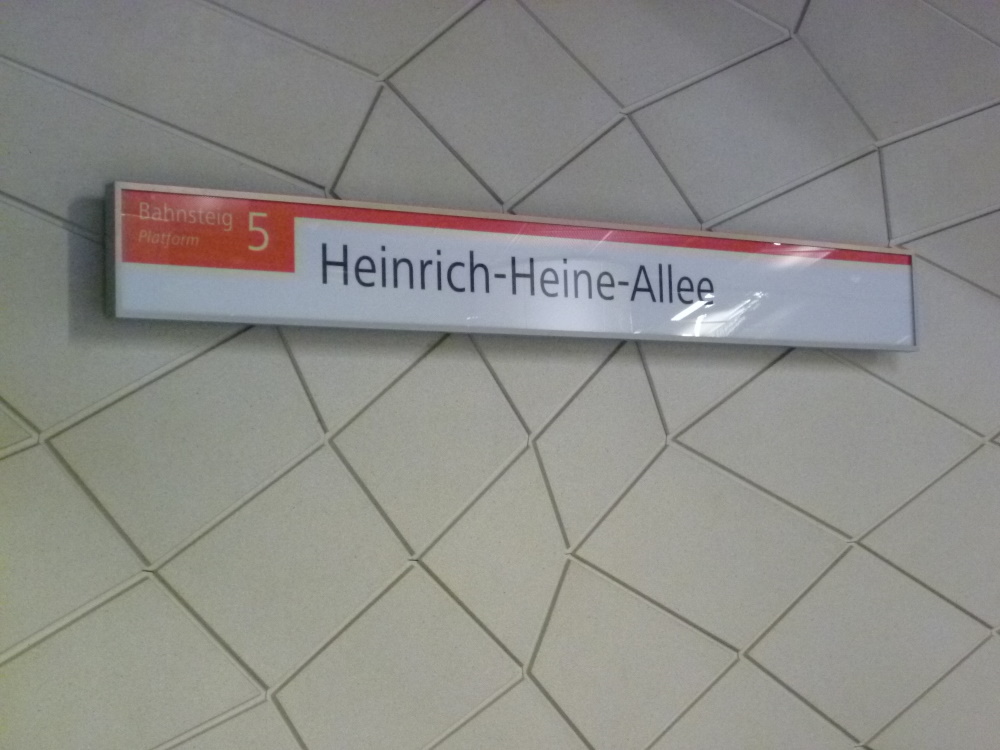 Bahnsteig 5
Platform
Heinrich-Heine-Allee